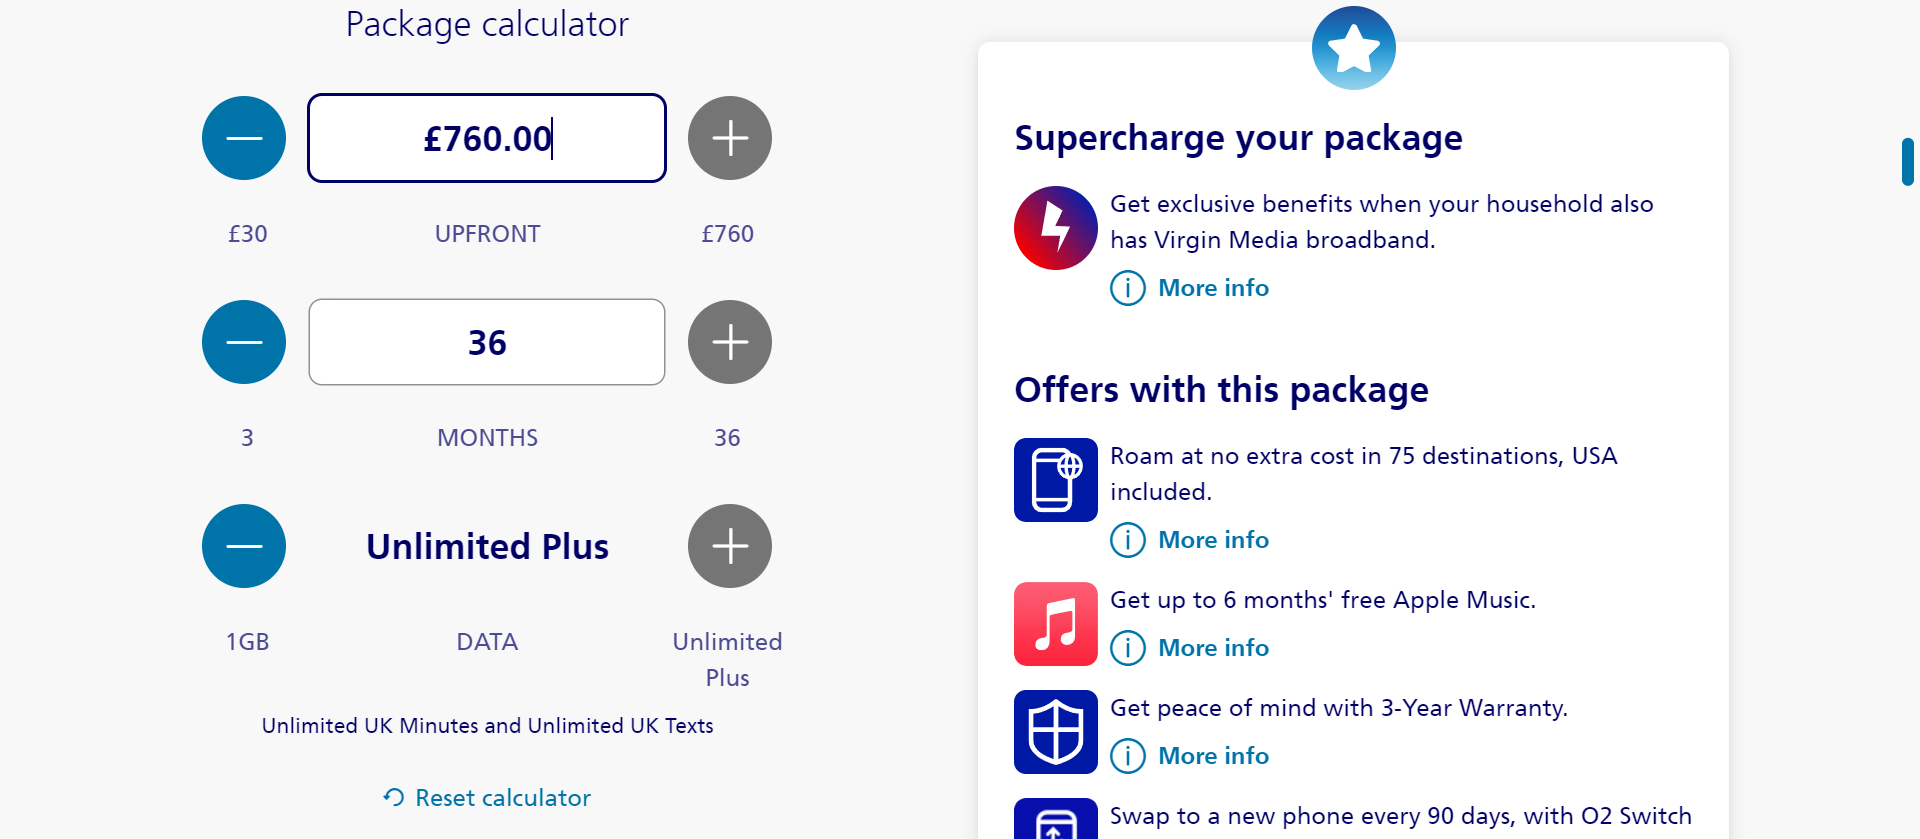 Package calculator
£760.00
£30
UPFRONT
£760
36
3
MONTHS
36
Unlimited Plus
1GB
DATA
Unlimited
Plus
Unlimited UK Minutes and Unlimited UK Texts
Reset calculator
Supercharge your package
Get exclusive benefits when your household also
has Virgin Media broadband.
More info
Offers with this package
Roam at no extra cost in 75 destinations, USA
included.
More info
Get up to 6 months' free Apple Music.
More info
Get peace of mind with 3-Year Warranty.
More info
Swap to a new phone every 90 days, with O2 Switch